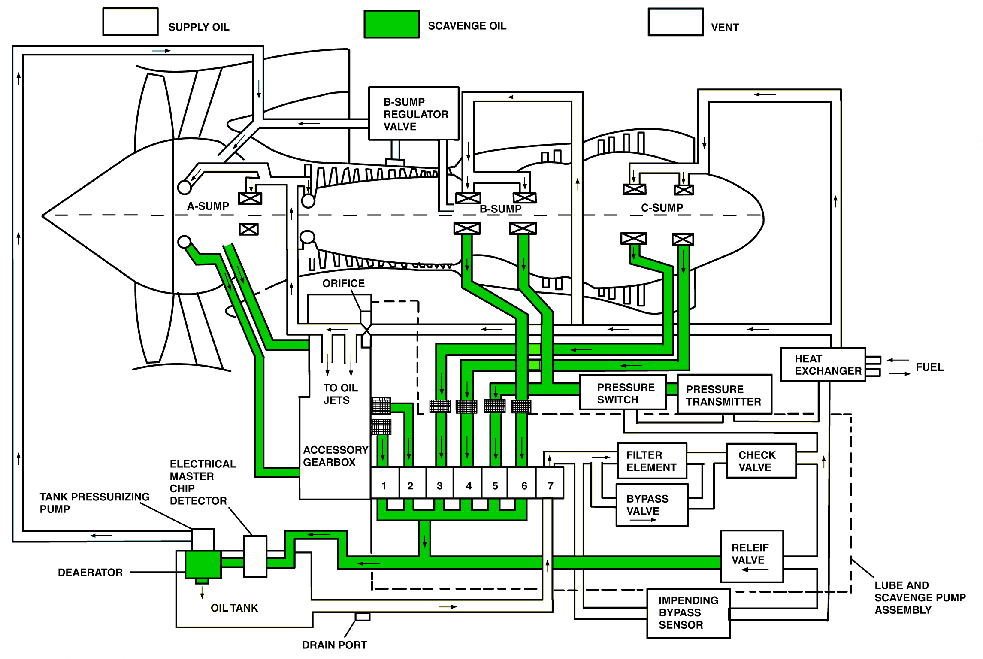 SUPPLY OIL
SCAVENGE OIL
VENT
B-SUMP
REGULATOR
VALVE
A-SUMP
B-SUMP
C-SUMP
ORIFICE
TO OIL
JETS
HEAT
EXCHANGER
FUEL
PRESSURE
SWITCH
PRESSURE
TRANSMITTER
ACCESSORY
GEARBOX
FILTER
ELEMENT
CHECK
VALVE
BYPASS
VALVE
1 2 3 4 5 6 7
ELECTRICAL
MASTER
CHIP
DETECTOR
TANK PRESSURIZING
PUMP
DEAERATOR
OIL TANK
DRAIN PORT
RELEIF
VALVE
IMPENDING
BYPASS
SENSOR
LUBE AND
SCAVENGE PUMP
ASSEMBLY